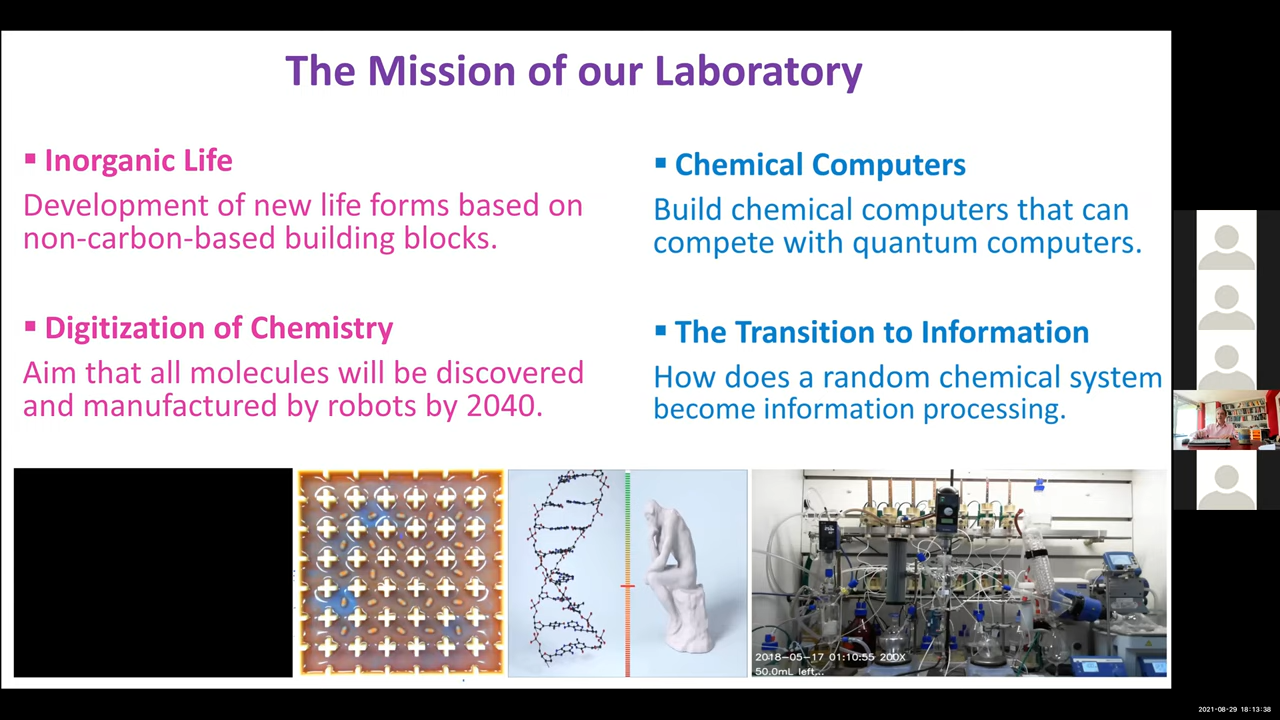 The Mission of our Laboratory
▪ Inorganic Life
Development of new life forms based on
non-carbon-based building blocks.
▪ Digitization of Chemistry
Aim that all molecules will be discovered
and manufactured by robots by 2040.
▪ Chemical Computers
Build chemical computers that can
compete with quantum computers.
▪ The Transition to Information
How does a random chemical system
become information processing.
2018-05-17 01:10:55 200X
50.0mL left,..
2021-08-29 18:13:38